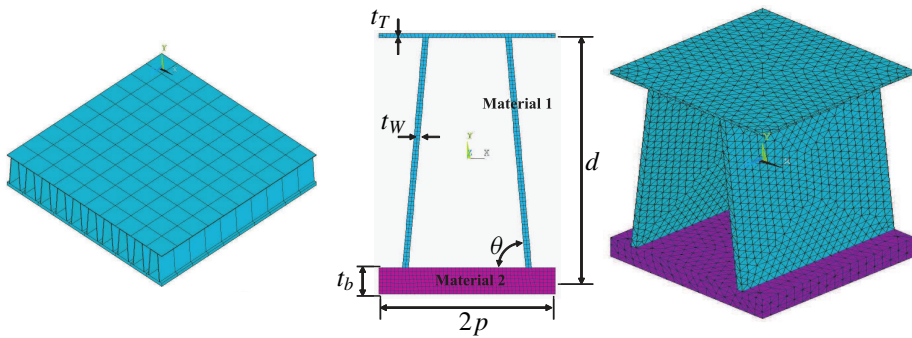 Y
Z
t_T
t_W
Material 1
Y
Z X
d
θ
t_b
Material 2
2p
Y
X